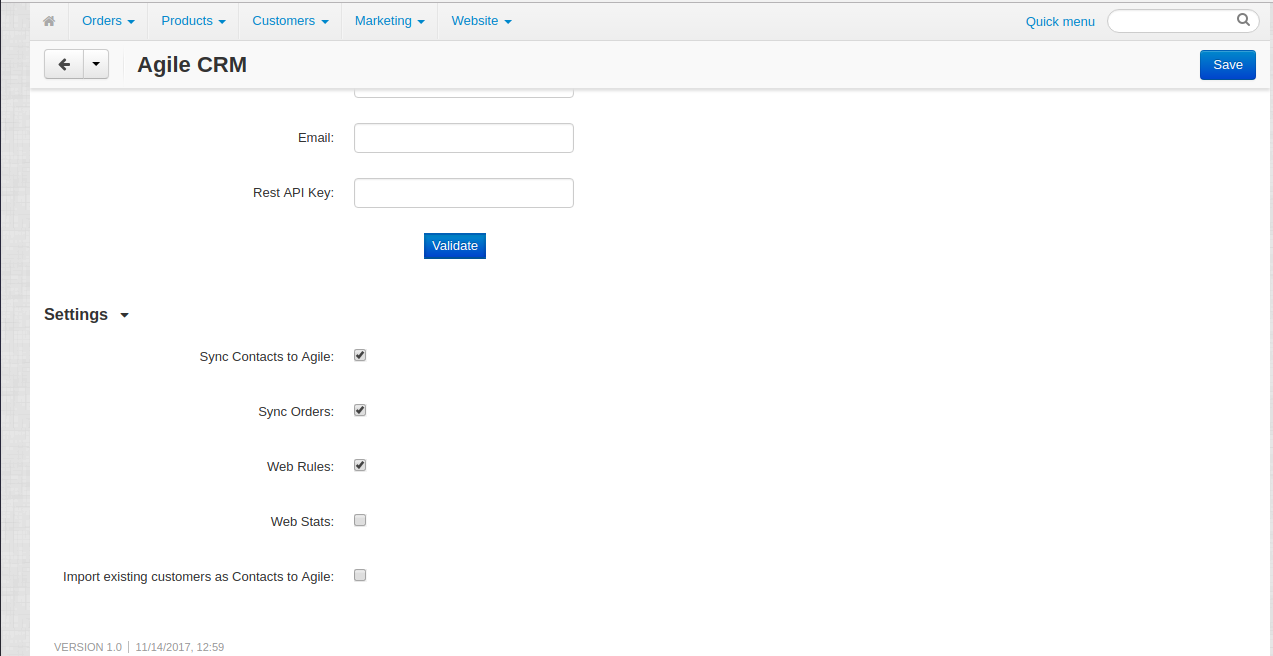 Orders Products Customers Marketing Website Quick menu
Agile CRM Save
Email:
Rest API Key:
Validate
Settings
Sync Contacts to Agile:
Sync Orders:
Web Rules:
Web Stats:
Import existing customers as Contacts to Agile:
VERSION 1.0 | 11/14/2017, 12:59